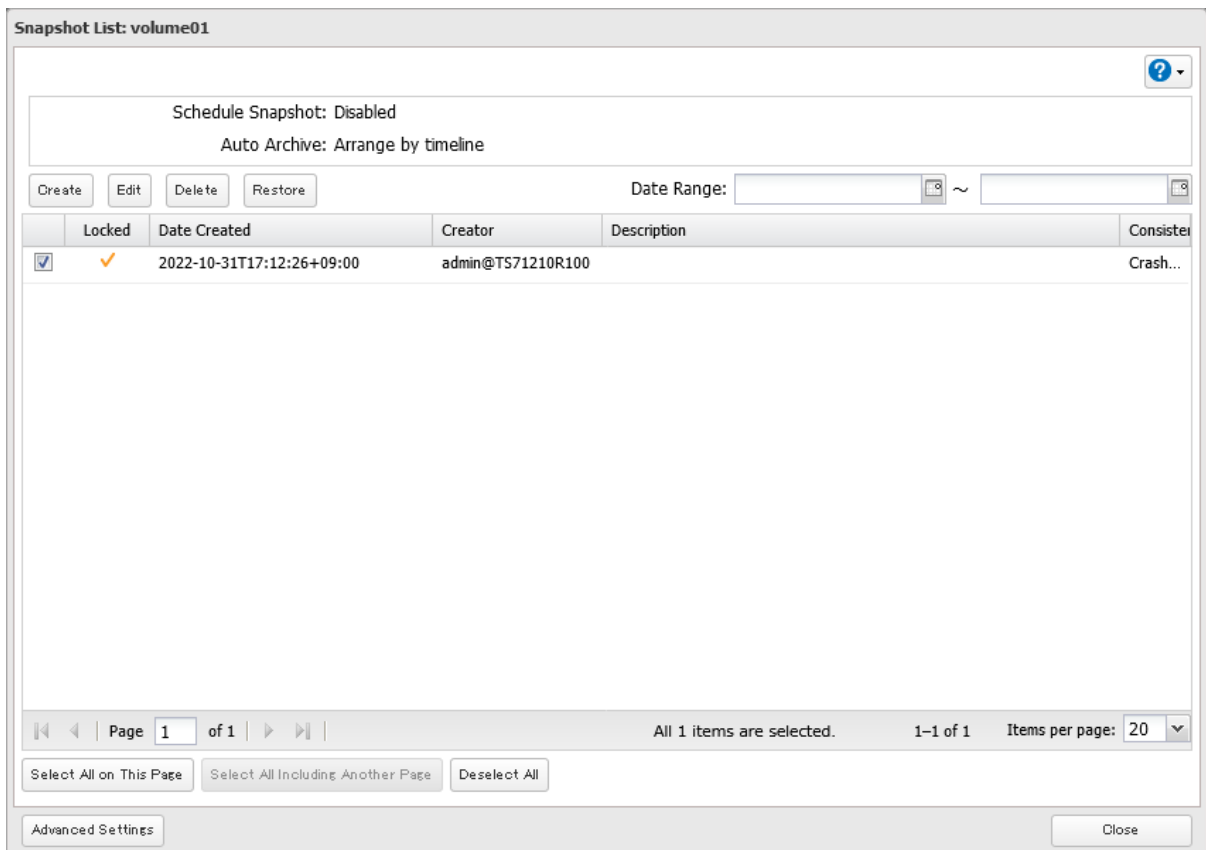 Snapshot List: volume01
?
Schedule Snapshot: Disabled
Auto Archive: Arrange by timeline
Create Edit Delete Restore Date Range: ~
Locked Date Created Creator Description Consister
2022-10-31T17:12:26+09:00 admin@TS71210R100 Crash...
Page 1 of 1 All 1 items are selected. 1–1 of 1 Items per page: 20
Select All on This Page Select All Including Another Page Deselect All
Advanced Settings Close